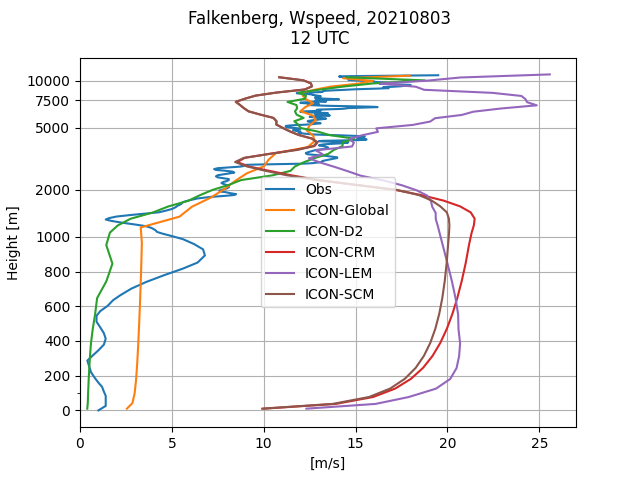 Falkenberg, Wspeed, 20210803
12 UTC
10000
7500
5000
2000
1000
800
600
400
200
0
Height [m]
Obs
ICON-Global
ICON-D2
ICON-CRM
ICON-LEM
ICON-SCM
0 5 10 15 20 25
[m/s]